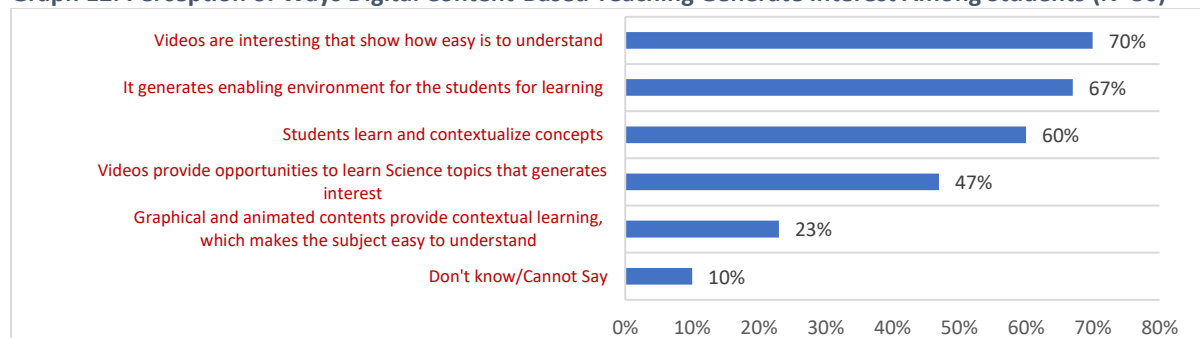 Videos are interesting that show how easy is to understand
70%
It generates enabling environment for the students for learning
67%
Students learn and contextualize concepts
60%
Videos provide opportunities to learn Science topics that generates
interest
47%
Graphical and animated contents provide contextual learning,
which makes the subject easy to understand
23%
Don't know/Cannot Say
10%
0% 10% 20% 30% 40% 50% 60% 70% 80%